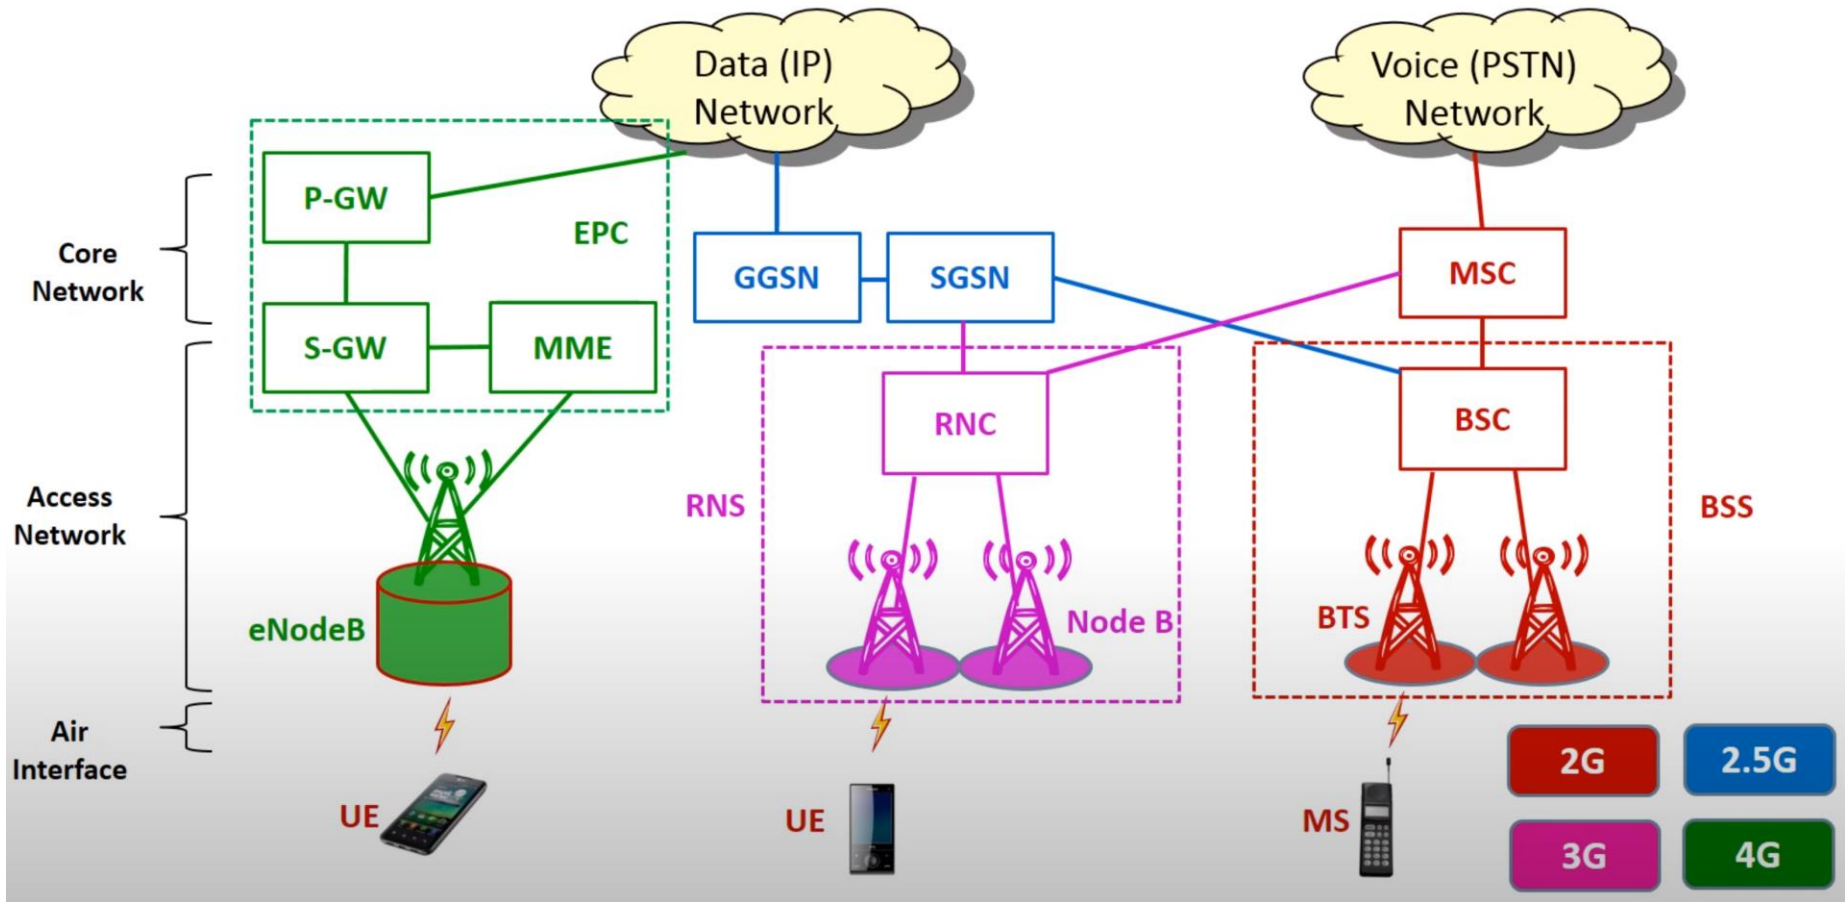 Data (IP)
Network
Voice (PSTN)
Network
P-GW
EPC
Core
Network
GGSN
SGSN
MSC
S-GW
MME
RNC
BSC
Access
Network
RNS
BSS
eNodeB
Node B
BTS
Air
Interface
UE
UE
MS
2G
2.5G
3G
4G